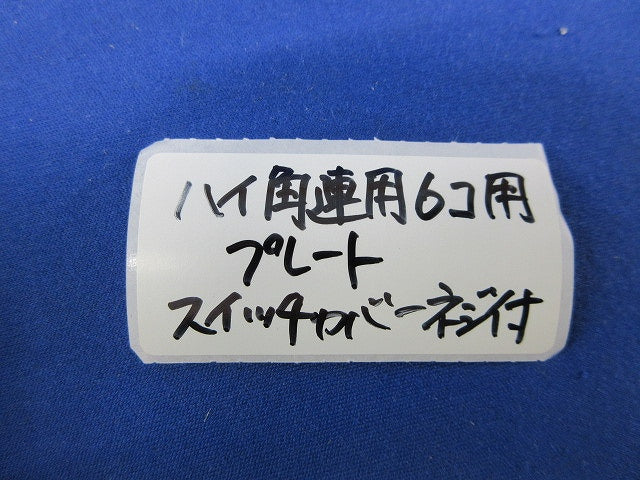 ハイ角連用6コ用
プレート
スイッチカバーネジ付